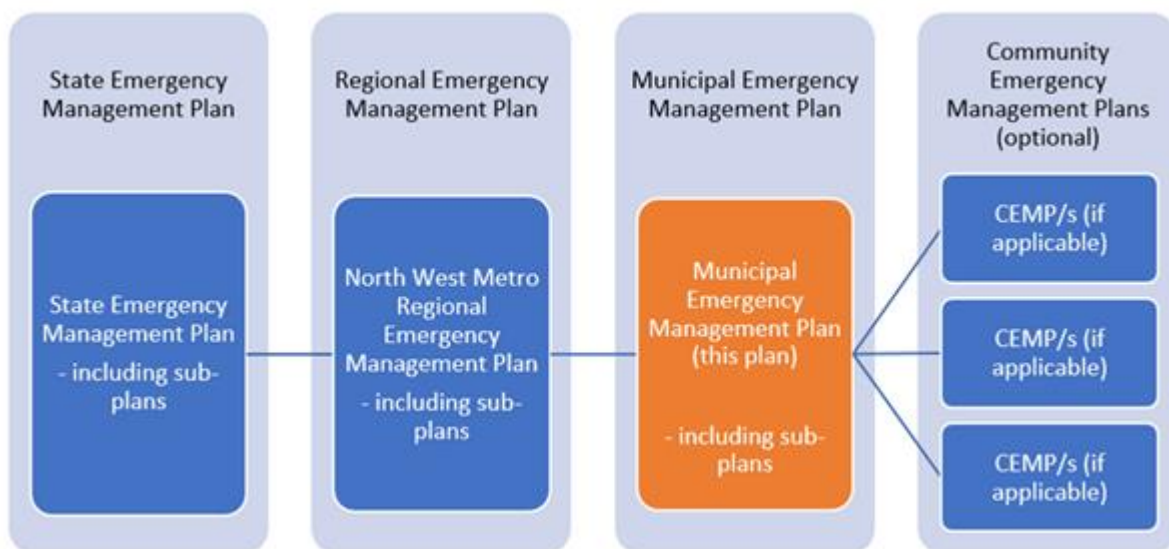 State Emergency
Management Plan
State Emergency
Management Plan
- including sub-
plans
Regional Emergency
Management Plan
North West Metro
Regional
Emergency
Management Plan
- including sub-
plans
Municipal Emergency
Management Plan
Municipal
Emergency
Management Plan
(this plan)
- including sub-
plans
Community
Emergency
Management Plans
(optional)
CEMP/s (if
applicable)
CEMP/s (if
applicable)
CEMP/s (if
applicable)